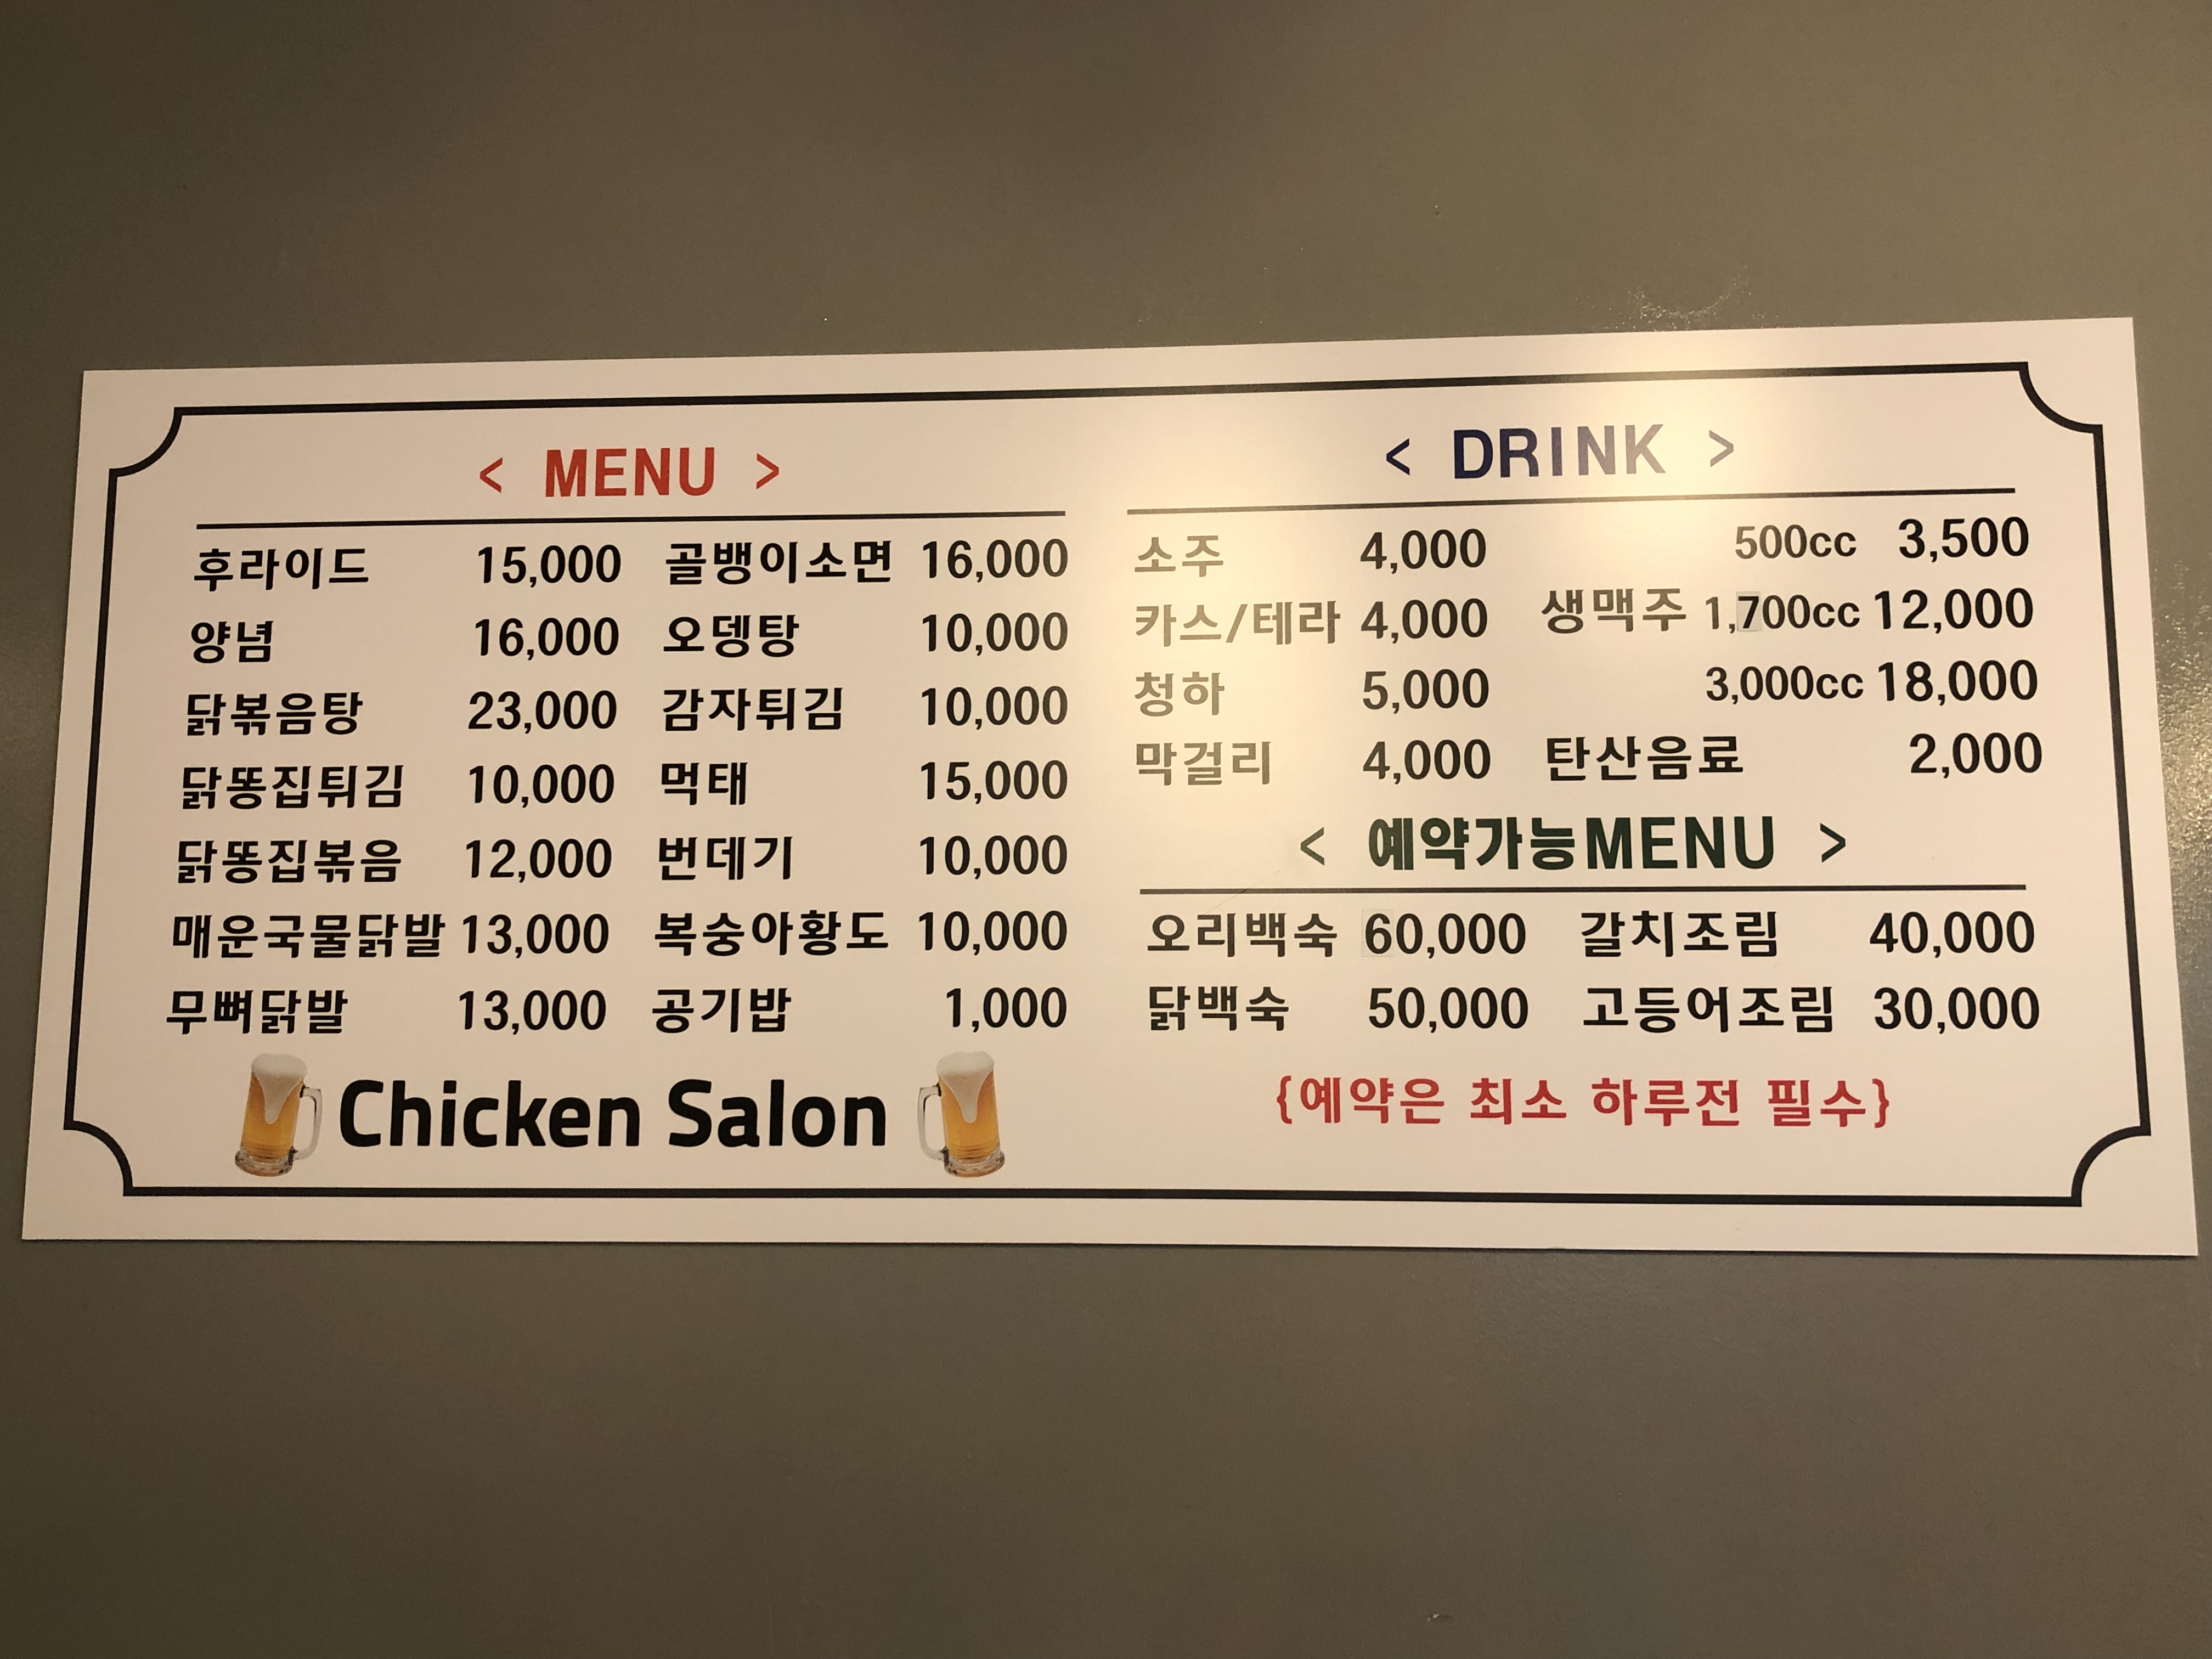 < MENU >
후라이드 15,000 골뱅이소면 16,000
양념 16,000 오뎅탕 10,000
닭볶음탕 23,000 감자튀김 10,000
닭똥집튀김 10,000 먹태 15,000
닭똥집볶음 12,000 번데기 10,000
매운국물닭발 13,000 복숭아황도 10,000
무뼈닭발 13,000 공기밥 1,000
Chicken Salon
< DRINK >
소주 4,000 500cc 3,500
카스/테라 4,000 생맥주 1,700cc 12,000
청하 5,000 3,000cc 18,000
막걸리 4,000 탄산음료 2,000
< 예약가능MENU >
오리백숙 60,000 갈치조림 40,000
닭백숙 50,000 고등어조림 30,000
{예약은 최소 하루전 필수}